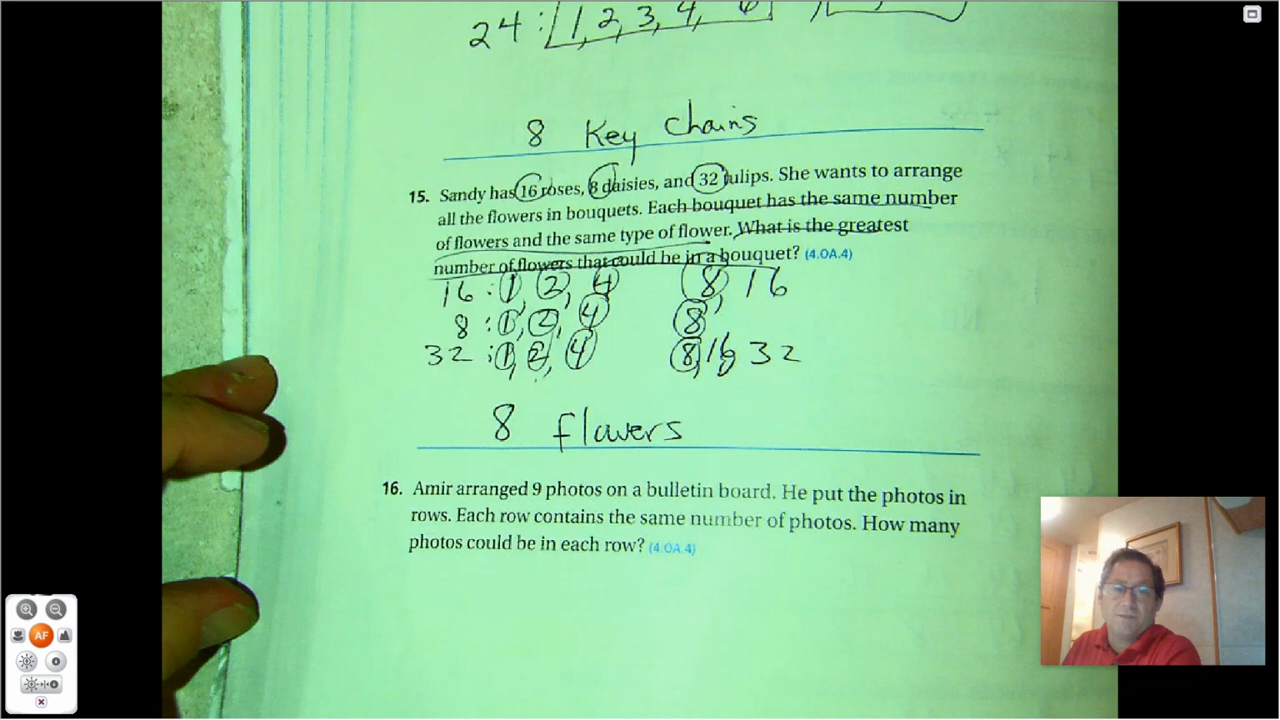 24 : 1, 2, 3, 4, 6
8 Key Chains
15. Sandy has 16 roses, 8 daisies, and 32 tulips. She wants to arrange
all the flowers in bouquets. Each bouquet has the same number
of flowers and the same type of flower. What is the greatest
number of flowers that could be in a bouquet? (4.OA.4)
16 : 1, 2, 4 8, 16
8 : 1, 2, 4 8
32 : 1, 2, 4 8, 16, 32
8 flowers
16. Amir arranged 9 photos on a bulletin board. He put the photos in
rows. Each row contains the same number of photos. How many
photos could be in each row? (4.OA.4)
AF